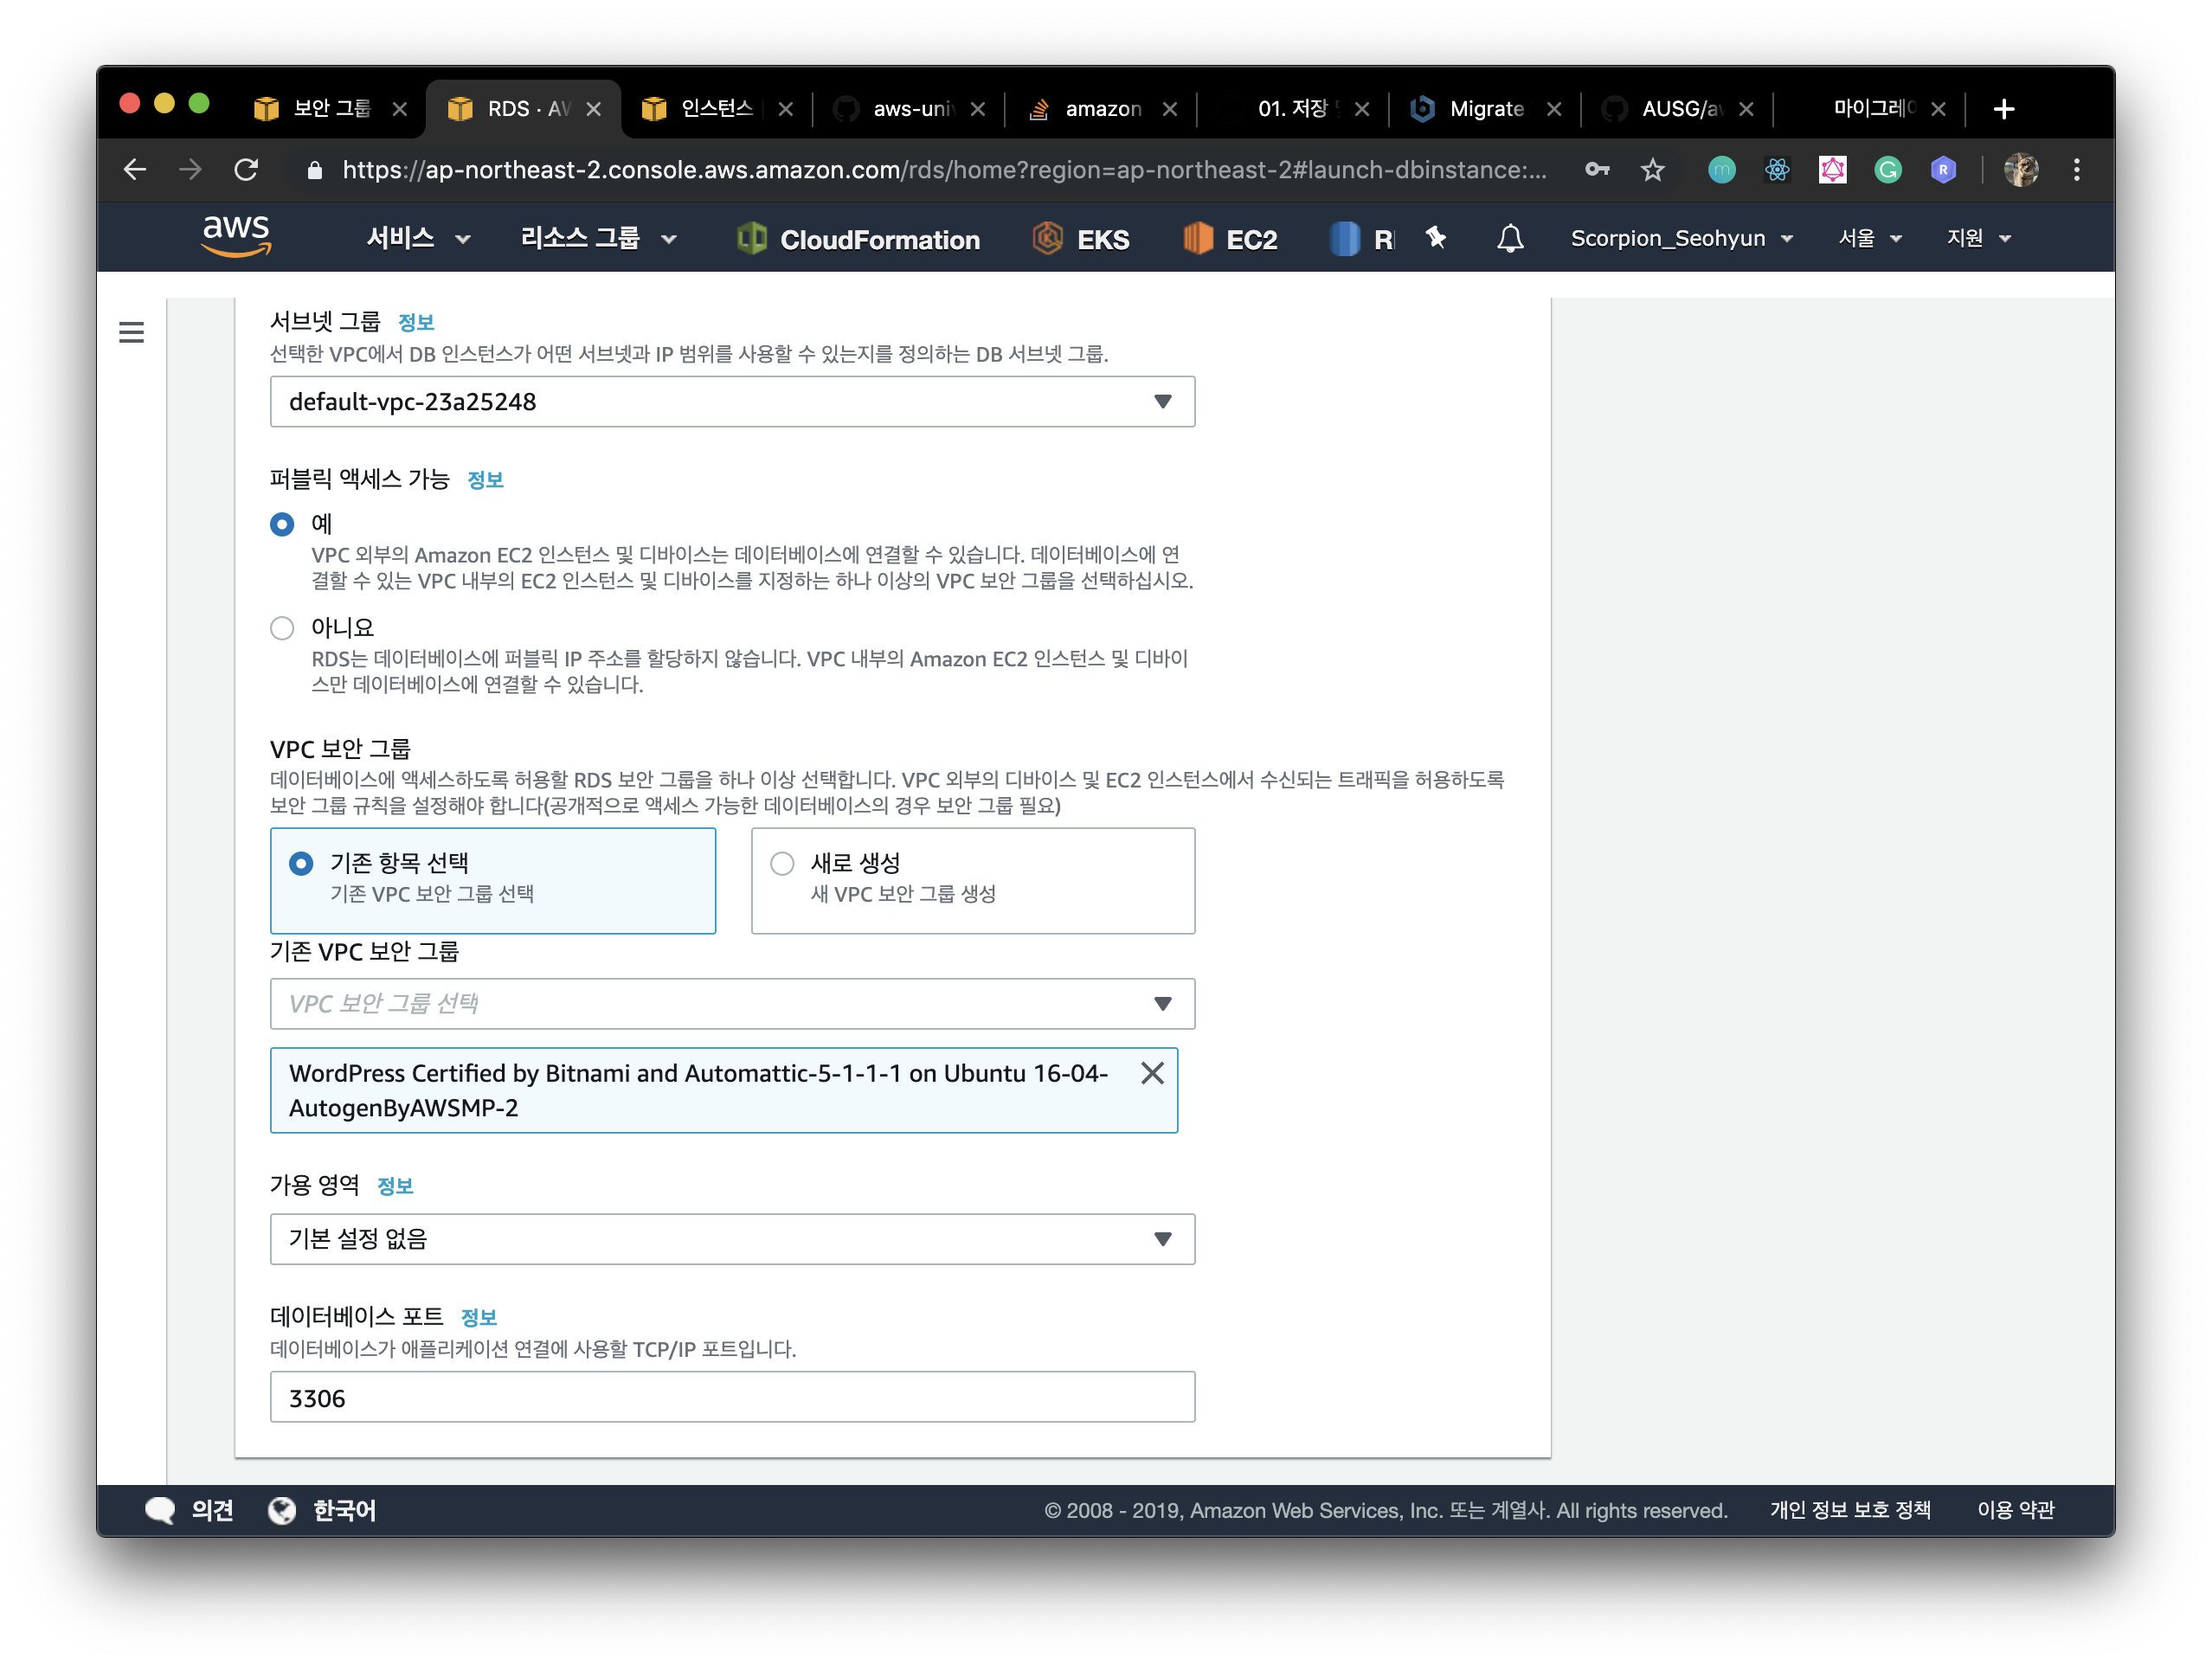 보안 그룹
RDS · AW
인스턴스
aws-univ
amazon
01. 저장
Migrate
AUSG/aw
마이그레이
https://ap-northeast-2.console.aws.amazon.com/rds/home?region=ap-northeast-2#launch-dbinstance:...
aws
서비스
리소스 그룹
CloudFormation
EKS
EC2
R
Scorpion_Seohyun
서울
지원
서브넷 그룹 정보
선택한 VPC에서 DB 인스턴스가 어떤 서브넷과 IP 범위를 사용할 수 있는지를 정의하는 DB 서브넷 그룹.
default-vpc-23a25248
퍼블릭 액세스 가능 정보
예
VPC 외부의 Amazon EC2 인스턴스 및 디바이스는 데이터베이스에 연결할 수 있습니다. 데이터베이스에 연
결할 수 있는 VPC 내부의 EC2 인스턴스 및 디바이스를 지정하는 하나 이상의 VPC 보안 그룹을 선택하십시오.
아니요
RDS는 데이터베이스에 퍼블릭 IP 주소를 할당하지 않습니다. VPC 내부의 Amazon EC2 인스턴스 및 디바이
스만 데이터베이스에 연결할 수 있습니다.
VPC 보안 그룹
데이터베이스에 액세스하도록 허용할 RDS 보안 그룹을 하나 이상 선택합니다. VPC 외부의 디바이스 및 EC2 인스턴스에서 수신되는 트래픽을 허용하도록
보안 그룹 규칙을 설정해야 합니다(공개적으로 액세스 가능한 데이터베이스의 경우 보안 그룹 필요)
기존 항목 선택
기존 VPC 보안 그룹 선택
새로 생성
새 VPC 보안 그룹 생성
기존 VPC 보안 그룹
VPC 보안 그룹 선택
WordPress Certified by Bitnami and Automattic-5-1-1-1 on Ubuntu 16-04-
AutogenByAWSMP-2
가용 영역 정보
기본 설정 없음
데이터베이스 포트 정보
데이터베이스가 애플리케이션 연결에 사용할 TCP/IP 포트입니다.
3306
의견
한국어
© 2008 - 2019, Amazon Web Services, Inc. 또는 계열사. All rights reserved.
개인 정보 보호 정책
이용 약관